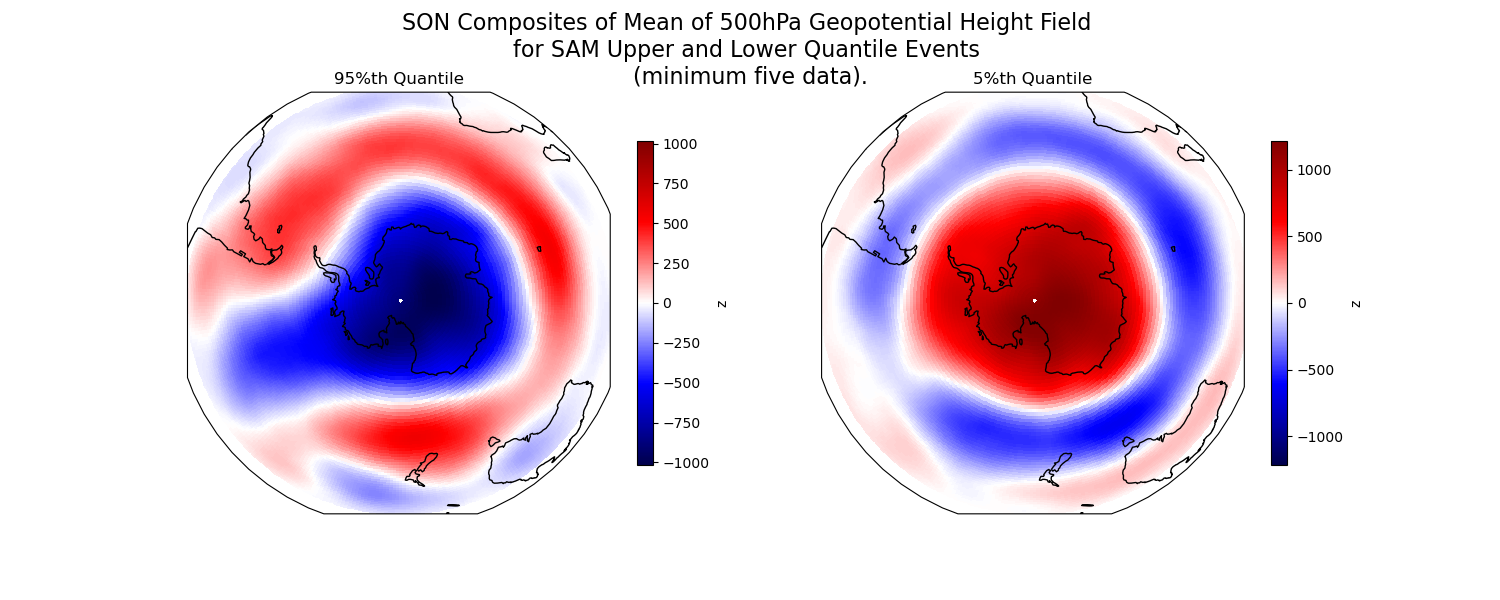 SON Composites of Mean of 500hPa Geopotential Height Field
for SAM Upper and Lower Quantile Events
(minimum five data).
95%th Quantile
1000
750
500
250
0
−250
−500
−750
−1000
z
5%th Quantile
1000
500
0
−500
−1000
z